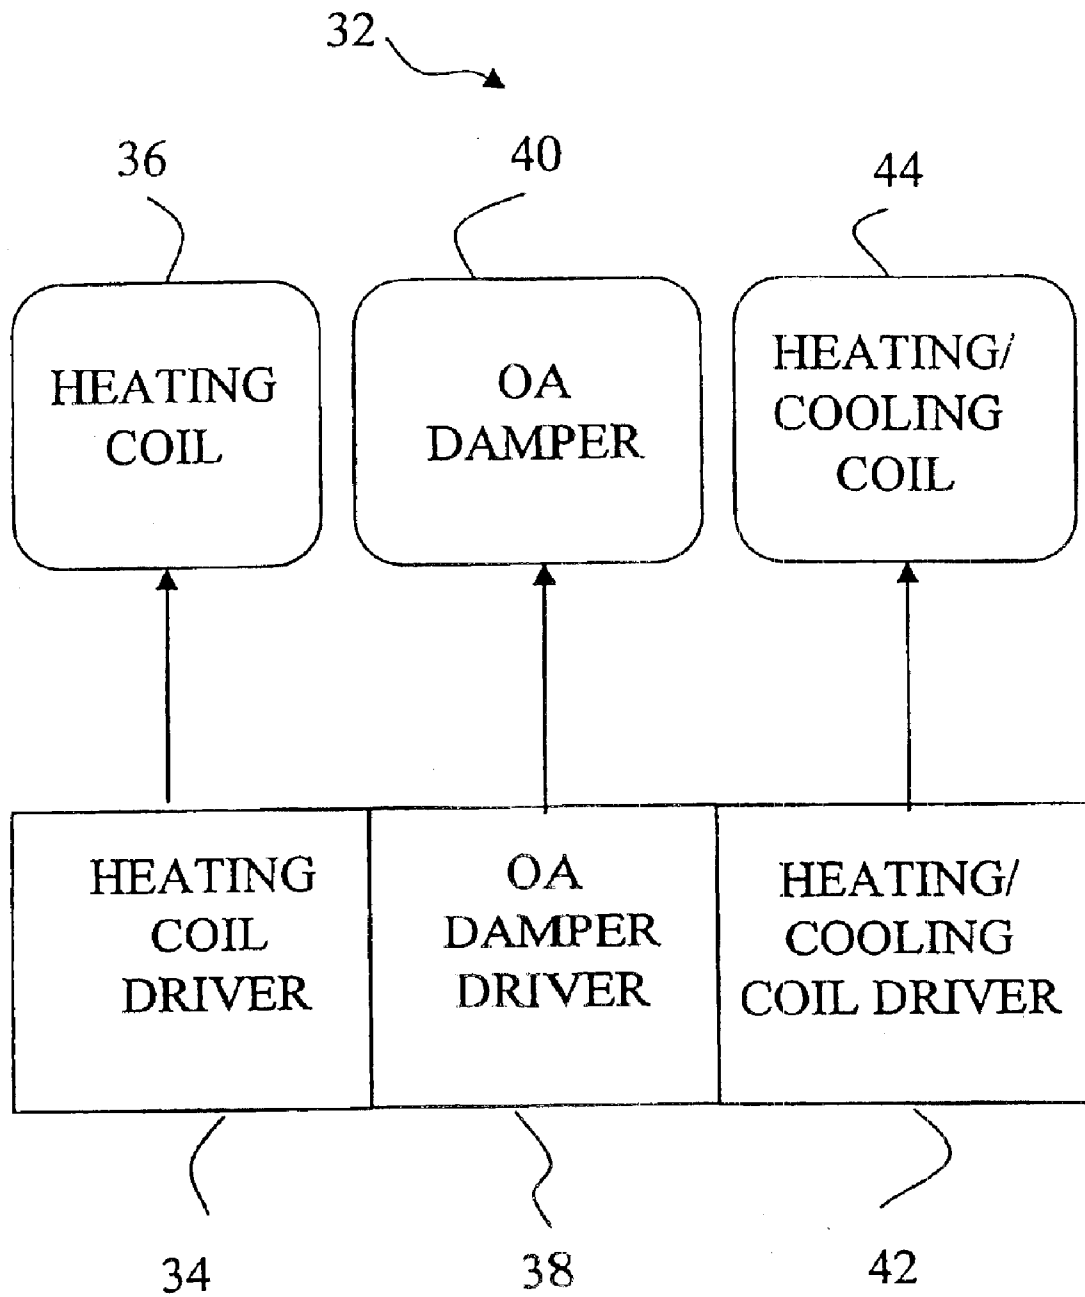 32
36
40
44
HEATING
COIL
OA
DAMPER
HEATING/
COOLING
COIL
HEATING
COIL
DRIVER
OA
DAMPER
DRIVER
HEATING/
COOLING
COIL DRIVER
34
38
42